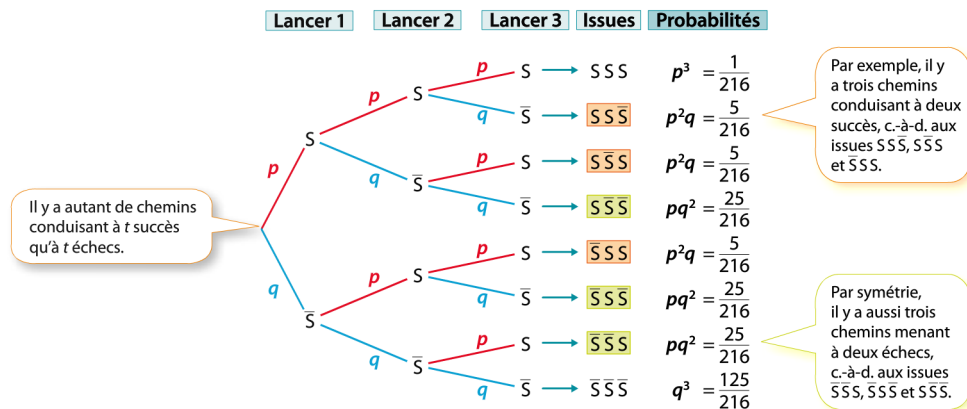 Lancer 1 Lancer 2 Lancer 3 Issues Probabilités
p S S S S p³ = 1/216
S
q S̅ S S S̅ p²q = 5/216
S
p
p S S S̅ S p²q = 5/216
q S̅
q S̅ S S̅ S̅ pq² = 25/216
p
q
p S S̅ S S p²q = 5/216
p S
q S̅ S̅ S S̅ pq² = 25/216
S̅
p S S̅ S̅ S pq² = 25/216
q S̅
q S̅ S̅ S̅ S̅ q³ = 125/216
Il y a autant de chemins
conduisant à t succès
qu'à t échecs.
Par exemple, il y
a trois chemins
conduisant à deux
succès, c.-à-d. aux
issues S S S̅, S S̅ S
et S̅ S S.
Par symétrie,
il y a aussi trois
chemins menant
à deux échecs,
c.-à-d. aux issues
S̅ S̅ S, S̅ S S̅ et S S̅ S̅.